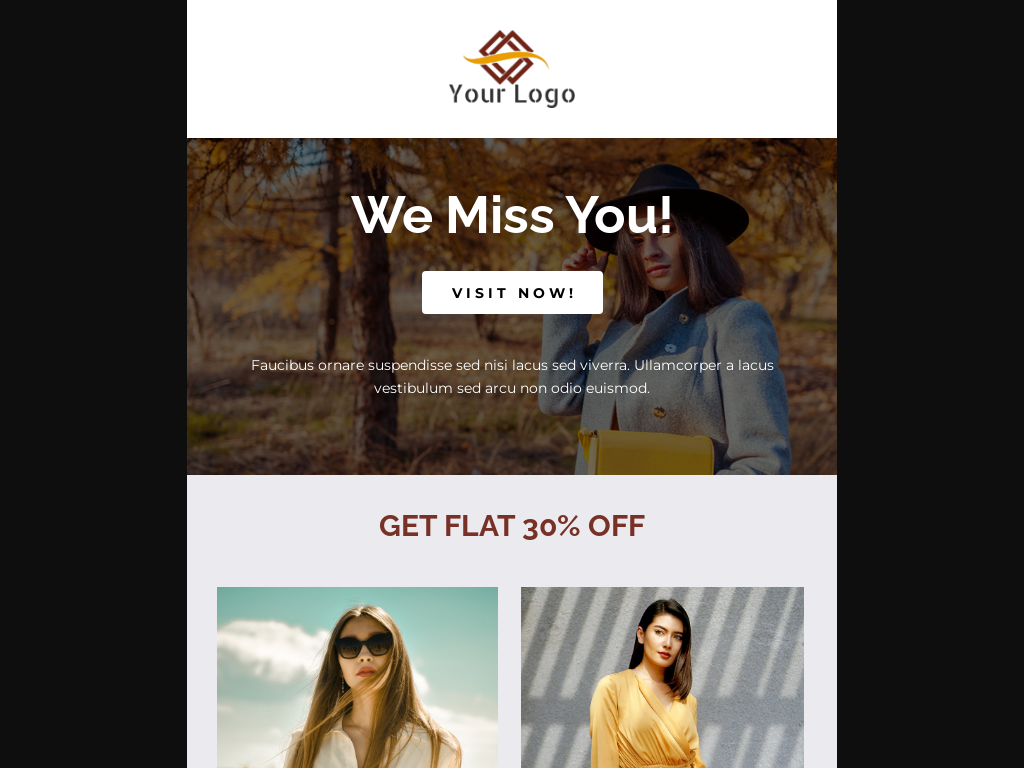 Your Logo
We Miss You!
VISIT NOW!
Faucibus ornare suspendisse sed nisi lacus sed viverra. Ullamcorper a lacus
vestibulum sed arcu non odio euismod.
GET FLAT 30% OFF